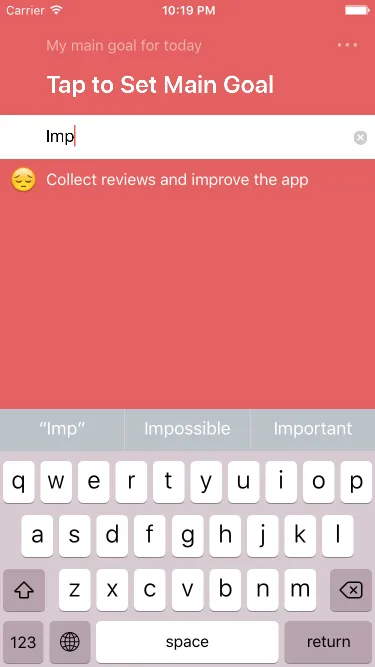 Carrier 10:19 PM
My main goal for today
Tap to Set Main Goal
Imp
Collect reviews and improve the app
“Imp” Impossible Important
q w e r t y u i o p
a s d f g h j k l
z x c v b n m
123 space return